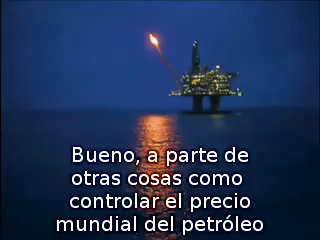 Bueno, a parte de
otras cosas como
controlar el precio
mundial del petróleo